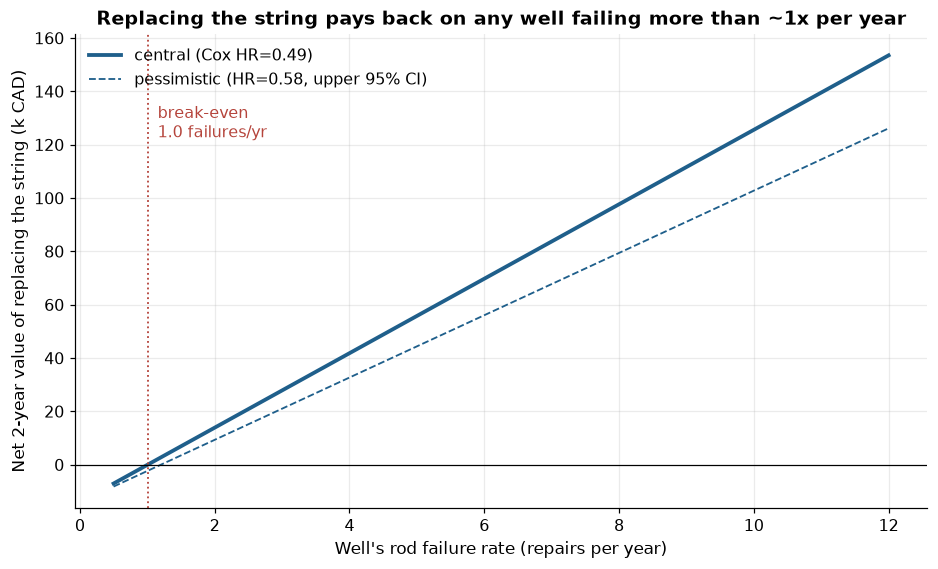 Replacing the string pays back on any well failing more than ~1x per year
central (Cox HR=0.49)
pessimistic (HR=0.58, upper 95% CI)
break-even
1.0 failures/yr
Net 2-year value of replacing the string (k CAD)
160
140
120
100
80
60
40
20
0
0
2
4
6
8
10
12
Well's rod failure rate (repairs per year)